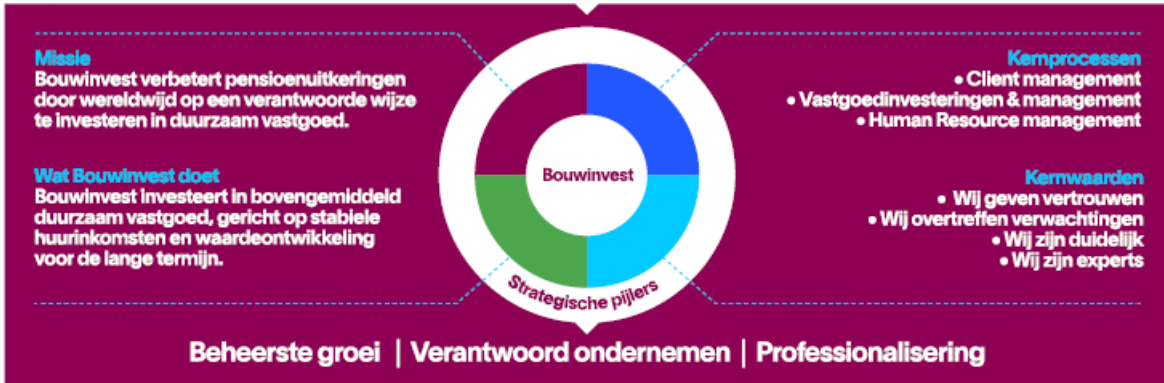 Missie
Bouwinvest verbetert pensioenuitkeringen
door wereldwijd op een verantwoorde wijze
te investeren in duurzaam vastgoed.
Wat Bouwinvest doet
Bouwinvest investeert in bovengemiddeld
duurzaam vastgoed, gericht op stabiele
huurinkomsten en waardeontwikkeling
voor de lange termijn.
Bouwinvest
Strategische pijlers
Kernprocessen
• Client management
• Vastgoedinvesteringen & management
• Human Resource management
Kernwaarden
• Wij geven vertrouwen
• Wij overtreffen verwachtingen
• Wij zijn duidelijk
• Wij zijn experts
Beheerste groei | Verantwoord ondernemen | Professionalisering